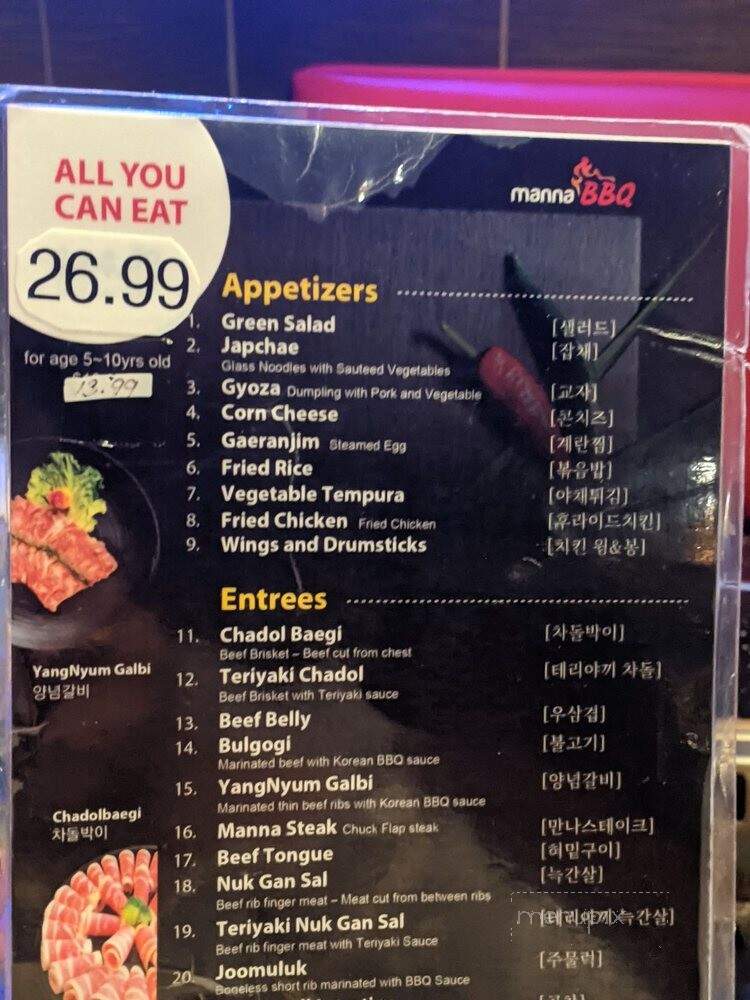 ALL YOU
CAN EAT
26.99
for age 5~10yrs old
13.99
manna BBQ
Appetizers
1. Green Salad [샐러드]
2. Japchae [잡채]
Glass Noodles with Sauteed Vegetables
3. Gyoza Dumpling with Pork and Vegetable [교자]
4. Corn Cheese [콘치즈]
5. Gaeranjim Steamed Egg [계란찜]
6. Fried Rice [볶음밥]
7. Vegetable Tempura [야채튀김]
8. Fried Chicken Fried Chicken [후라이드치킨]
9. Wings and Drumsticks [치킨 윙&봉]
Entrees
11. Chadol Baegi [차돌박이]
Beef Brisket – Beef cut from chest
12. Teriyaki Chadol [테리야끼 차돌]
Beef Brisket with Teriyaki sauce
13. Beef Belly [우삼겹]
14. Bulgogi [불고기]
Marinated beef with Korean BBQ sauce
15. YangNyum Galbi [양념갈비]
Marinated thin beef ribs with Korean BBQ sauce
16. Manna Steak Chuck Flap steak [만나스테이크]
17. Beef Tongue [혀밑구이]
18. Nuk Gan Sal [늑간살]
Beef rib finger meat – Meat cut from between ribs
19. Teriyaki Nuk Gan Sal [테리야끼 늑간살]
Beef rib finger meat with Teriyaki Sauce
20. Joomuluk [주물럭]
Boneless short rib marinated with BBQ Sauce
YangNyum Galbi
양념갈비
Chadolbaegi
차돌박이
menupix